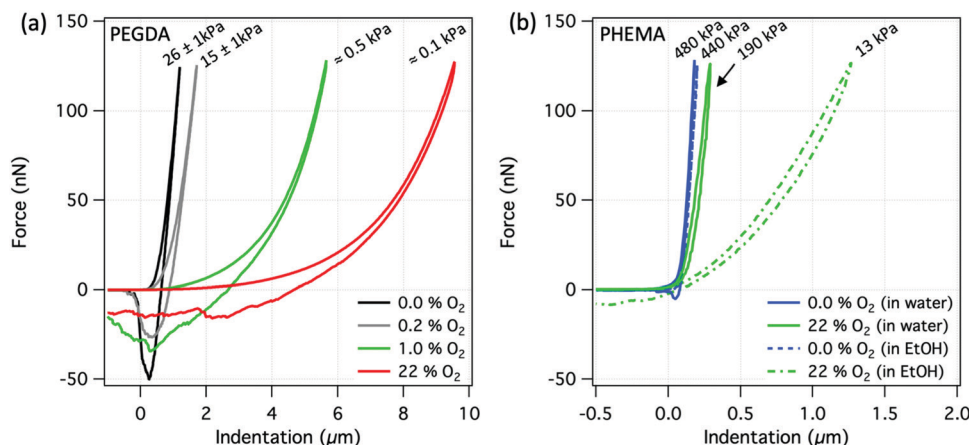 (a)
PEGDA
26 ± 1kPa
15 ± 1kPa
≈ 0.5 kPa
≈ 0.1 kPa
150
100
50
0
-50
Force (nN)
0.0 % O₂
0.2 % O₂
1.0 % O₂
22 % O₂
0
2
4
6
8
10
Indentation (µm)
(b)
PHEMA
480 kPa
440 kPa
190 kPa
13 kPa
150
100
50
0
-50
Force (nN)
0.0 % O₂ (in water)
22 % O₂ (in water)
0.0 % O₂ (in EtOH)
22 % O₂ (in EtOH)
-0.5
0.0
0.5
1.0
1.5
2.0
Indentation (µm)